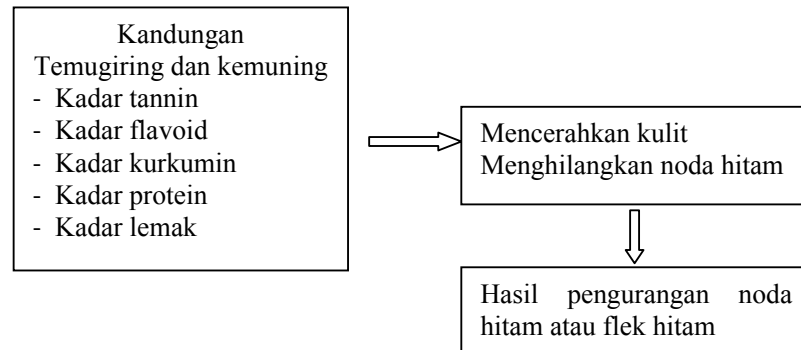 Kandungan
Temugiring dan kemuning
- Kadar tannin
- Kadar flavoid
- Kadar kurkumin
- Kadar protein
- Kadar lemak
Mencerahkan kulit
Menghilangkan noda hitam
Hasil pengurangan noda
hitam atau flek hitam